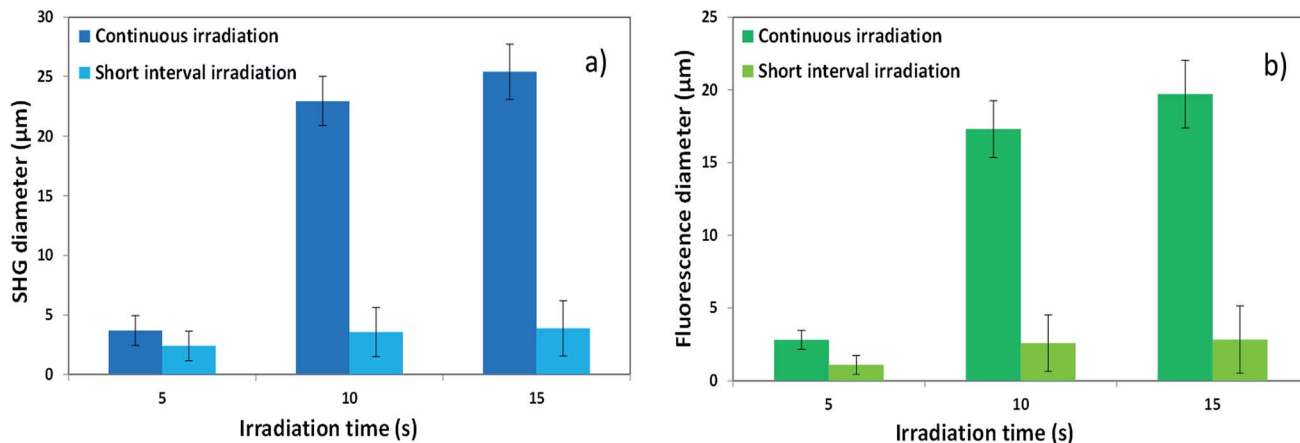 30
25
20
15
10
5
0
SHG diameter (µm)
Continuous irradiation
Short interval irradiation
a)
5 10 15
Irradiation time (s)
25
20
15
10
5
0
Fluorescence diameter (µm)
Continuous irradiation
Short interval irradiation
b)
5 10 15
Irradiation time (s)